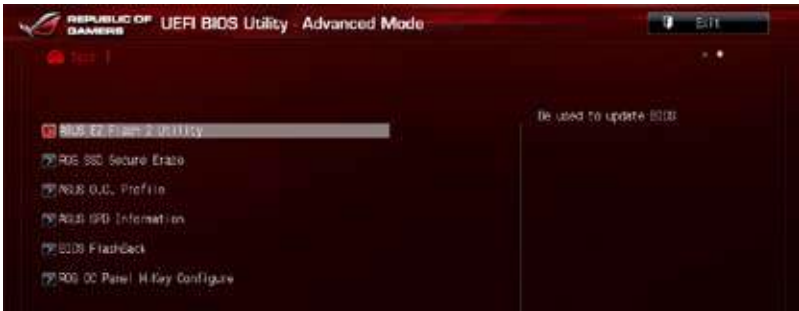 REPUBLIC OF GAMERS UEFI BIOS Utility - Advanced Mode
Exit
Tool
ASUS EZ Flash 2 Utility
Be used to update BIOS
ROG SSD Secure Erase
ASUS O.C. Profile
ASUS SPD Information
BIOS FlashBack
ROG OC Panel H-Key Configure